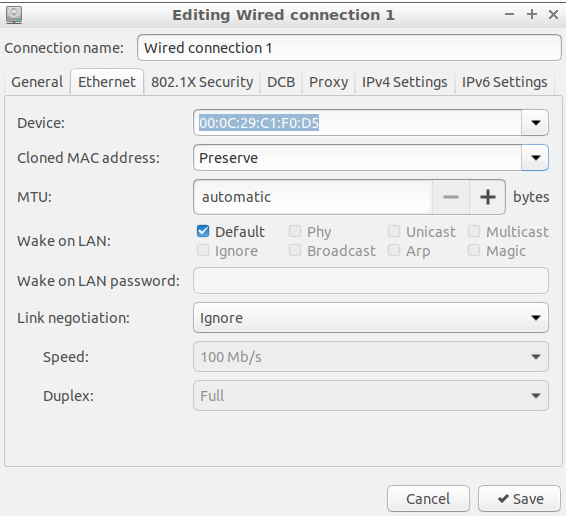 Editing Wired connection 1
Connection name: Wired connection 1
General Ethernet 802.1X Security DCB Proxy IPv4 Settings IPv6 Settings
Device: 00:0C:29:C1:F0:D5
Cloned MAC address: Preserve
MTU: automatic bytes
Wake on LAN: Default Phy Unicast Multicast
Ignore Broadcast Arp Magic
Wake on LAN password:
Link negotiation: Ignore
Speed: 100 Mb/s
Duplex: Full
Cancel Save